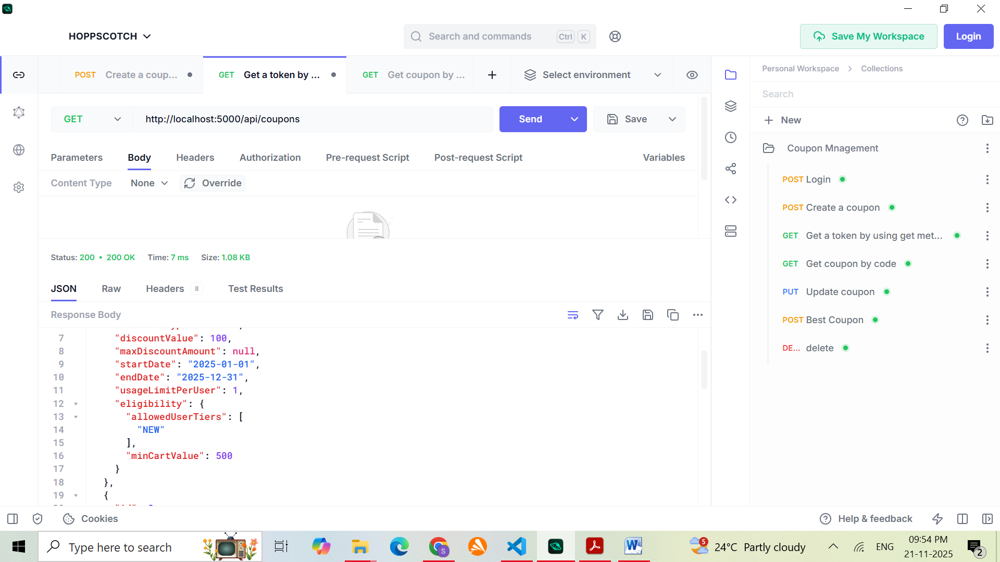 HOPPSCOTCH
Search and commands Ctrl K
Save My Workspace
Login
POST Create a coup...
GET Get a token by ...
GET Get coupon by ...
Select environment
Personal Workspace > Collections
Search
GET http://localhost:5000/api/coupons
Send
Save
+ New
Parameters Body Headers Authorization Pre-request Script Post-request Script Variables
Content Type None Override
Coupon Mnagement
POST Login
POST Create a coupon
GET Get a token by using get met...
GET Get coupon by code
PUT Update coupon
POST Best Coupon
DE... delete
Status: 200 • 200 OK Time: 7 ms Size: 1.08 KB
JSON Raw Headers 8 Test Results
Response Body
7 "discountValue": 100,
8 "maxDiscountAmount": null,
9 "startDate": "2025-01-01",
10 "endDate": "2025-12-31",
11 "usageLimitPerUser": 1,
12 "eligibility": {
13 "allowedUserTiers": [
14 "NEW"
15 ],
16 "minCartValue": 500
17 }
18 },
19 {
Cookies
Help & feedback
Type here to search
S
W
5
24°C Partly cloudy
ENG
09:54 PM
21-11-2025
2